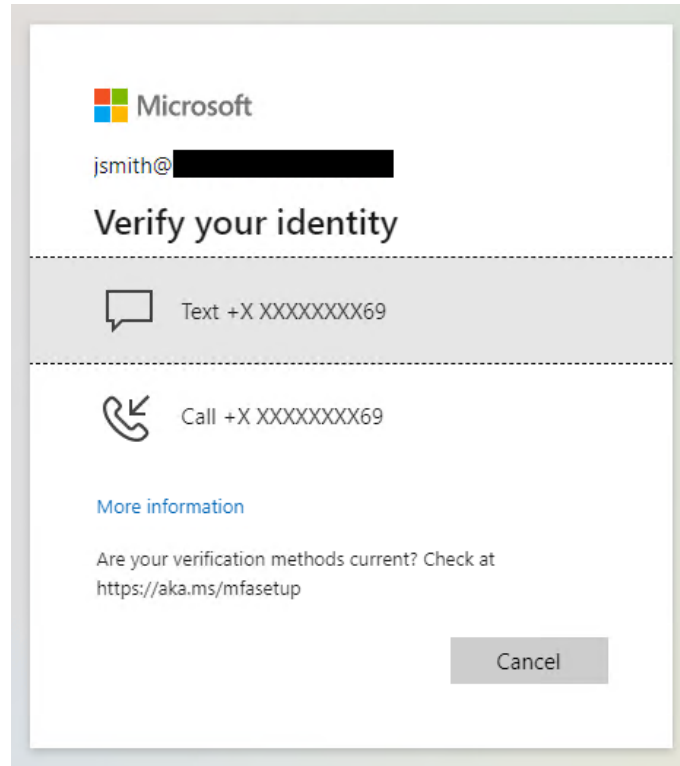 Microsoft
jsmith@
Verify your identity
Text +X XXXXXXXX69
Call +X XXXXXXXX69
More information
Are your verification methods current? Check at
https://aka.ms/mfasetup
Cancel